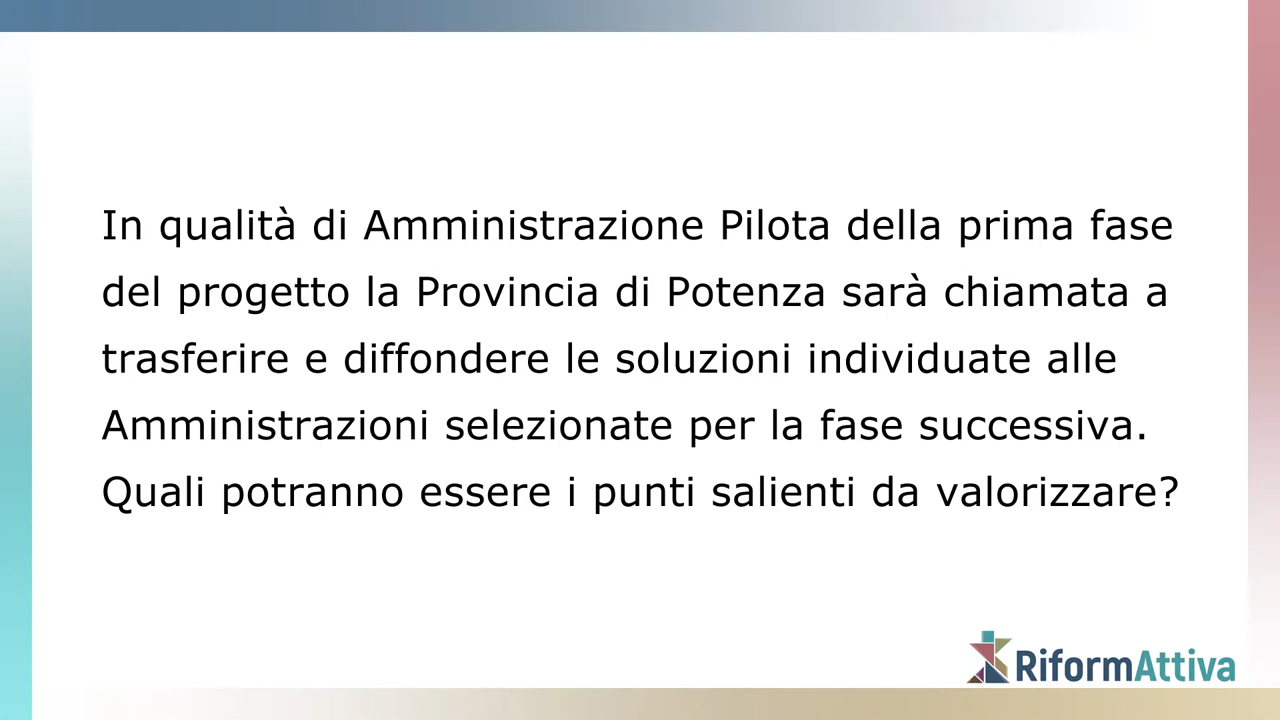 In qualità di Amministrazione Pilota della prima fase
del progetto la Provincia di Potenza sarà chiamata a
trasferire e diffondere le soluzioni individuate alle
Amministrazioni selezionate per la fase successiva.
Quali potranno essere i punti salienti da valorizzare?
RiformAttiva